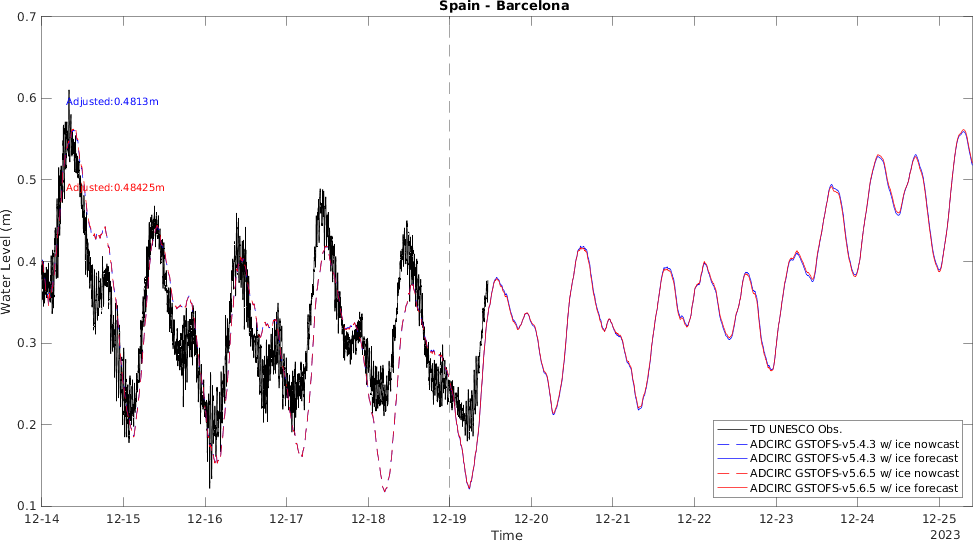 Spain - Barcelona
0.7
0.6
0.5
0.4
0.3
0.2
0.1
Water Level (m)
Adjusted:0.4813m
Adjusted:0.48425m
TD UNESCO Obs.
ADCIRC GSTOFS-v5.4.3 w/ ice nowcast
ADCIRC GSTOFS-v5.4.3 w/ ice forecast
ADCIRC GSTOFS-v5.6.5 w/ ice nowcast
ADCIRC GSTOFS-v5.6.5 w/ ice forecast
12-14 12-15 12-16 12-17 12-18 12-19 12-20 12-21 12-22 12-23 12-24 12-25
Time
2023